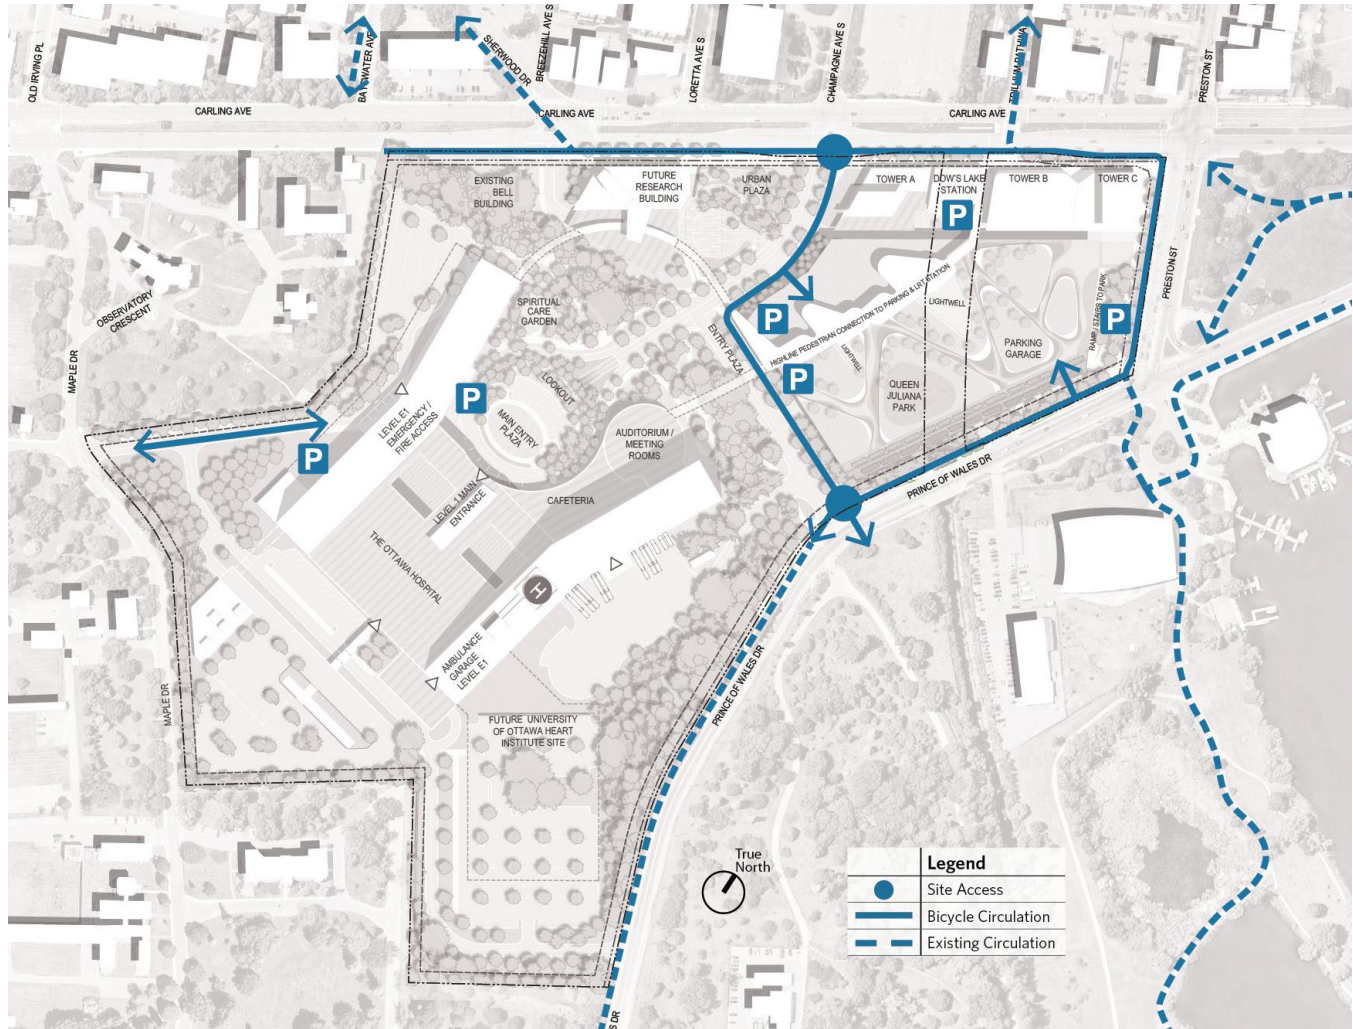 OLD IRVING PL
BAYSWATER AVE
SHERWOOD DR
BREEZEHILL AVE S
LORETTA AVE S
CHAMPAGNE AVE S
TRILLIUM PATHWAY
PRESTON ST
CARLING AVE
CARLING AVE
CARLING AVE
EXISTING
BELL
BUILDING
FUTURE
RESEARCH
BUILDING
URBAN
PLAZA
TOWER A
DOW'S LAKE
STATION
TOWER B
TOWER C
P
PRESTON ST
OBSERVATORY
CRESCENT
MAPLE DR
SPIRITUAL
CARE
GARDEN
ENTRY PLAZA
P
HIGHLINE PEDESTRIAN CONNECTION TO PARKING & LRT STATION
LIGHTWELL
LIGHTWELL
RAMP / STAIRS TO PARK
P
PARKING
GARAGE
P
QUEEN
JULIANA
PARK
LOOKOUT
P
MAIN ENTRY
PLAZA
LEVEL E1
EMERGENCY /
FIRE ACCESS
AUDITORIUM /
MEETING
ROOMS
P
LEVEL 1 MAIN
ENTRANCE
CAFETERIA
PRINCE OF WALES DR
THE OTTAWA HOSPITAL
H
AMBULANCE
GARAGE
LEVEL E1
MAPLE DR
PRINCE OF WALES DR
FUTURE UNIVERSITY
OF OTTAWA HEART
INSTITUTE SITE
True
North
Legend
Site Access
Bicycle Circulation
Existing Circulation
S DR